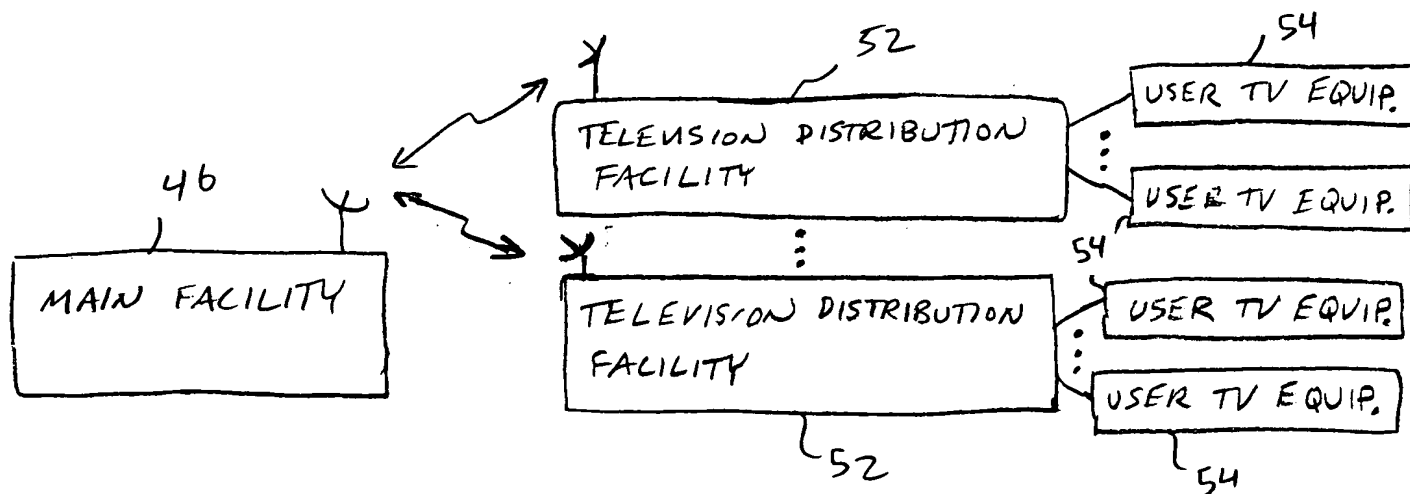 52
54
USER TV EQUIP.
TELEVISION DISTRIBUTION
FACILITY
USER TV EQUIP.
46
54
MAIN FACILITY
TELEVISION DISTRIBUTION
FACILITY
USER TV EQUIP.
USER TV EQUIP.
52
54